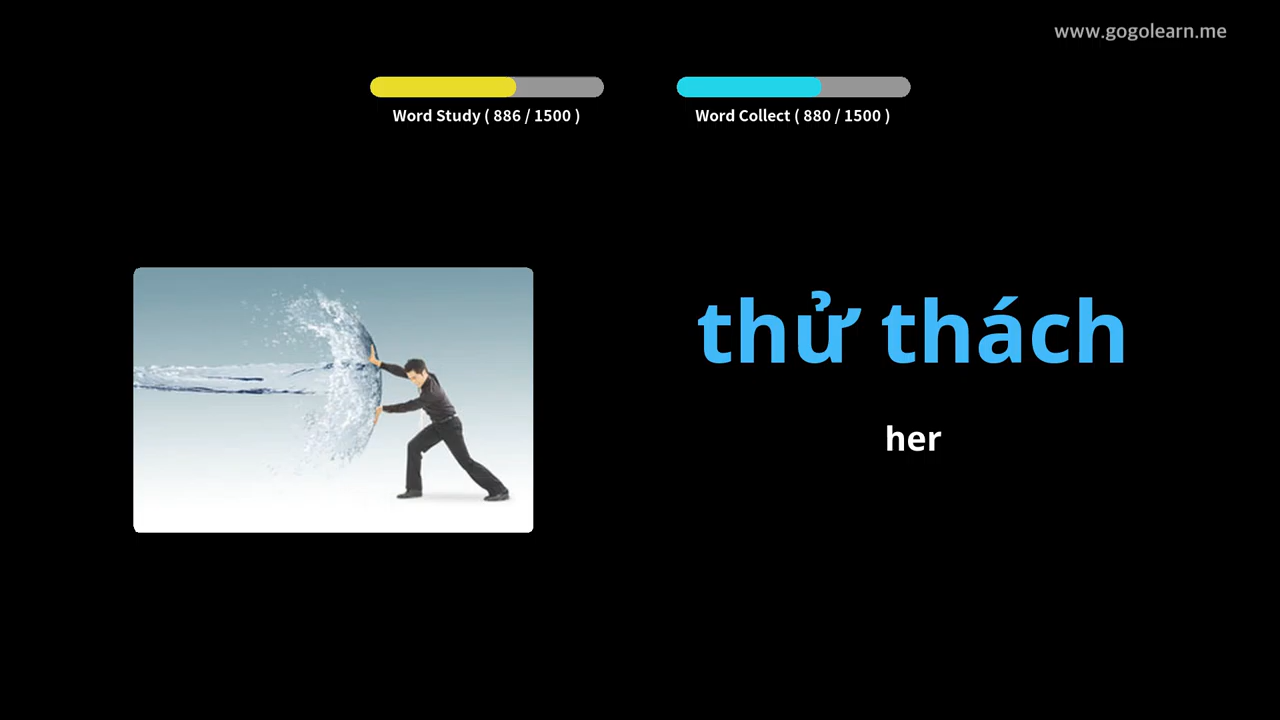 www.gogolearn.me
Word Study ( 886 / 1500 )
Word Collect ( 880 / 1500 )
thử thách
her